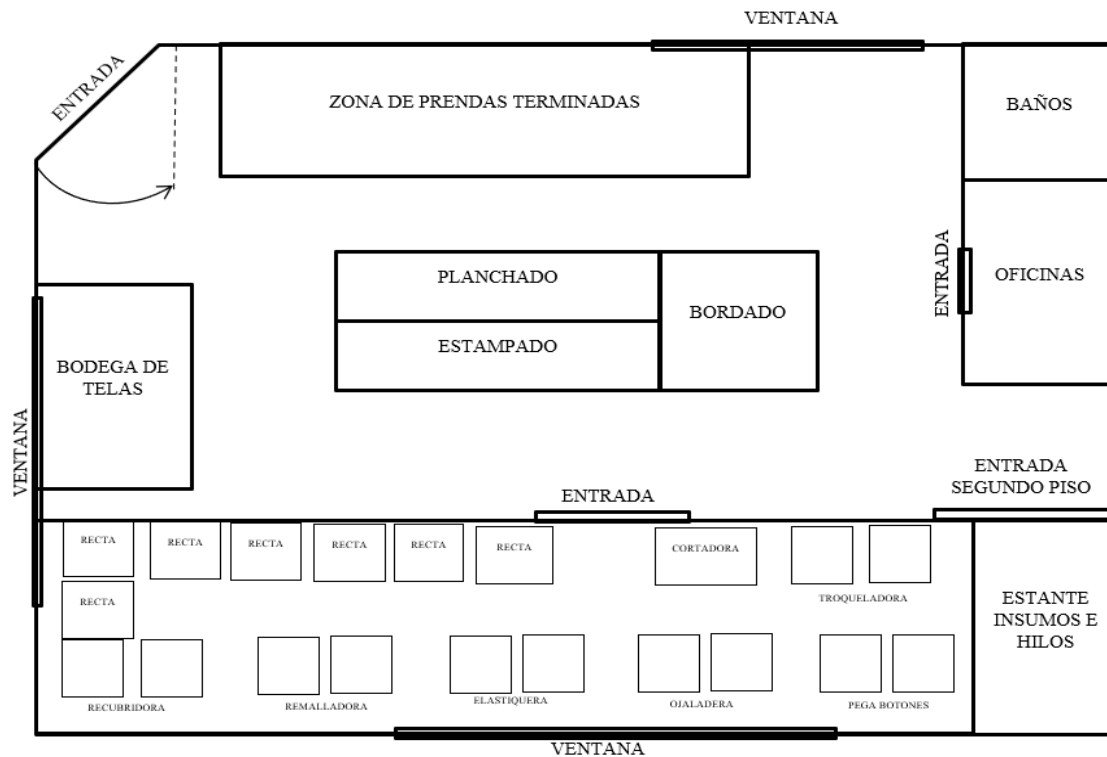 VENTANA
ENTRADA
ZONA DE PRENDAS TERMINADAS
BAÑOS
PLANCHADO
ESTAMPADO
BORDADO
ENTRADA
OFICINAS
BODEGA DE
TELAS
VENTANA
ENTRADA
ENTRADA
SEGUNDO PISO
RECTA
RECTA
RECTA
RECTA
RECTA
RECTA
CORTADORA
TROQUELADORA
RECTA
ESTANTE
INSUMOS E
HILOS
RECUBRIDORA
REMALLADORA
ELASTIQUERA
OJALADERA
PEGA BOTONES
VENTANA